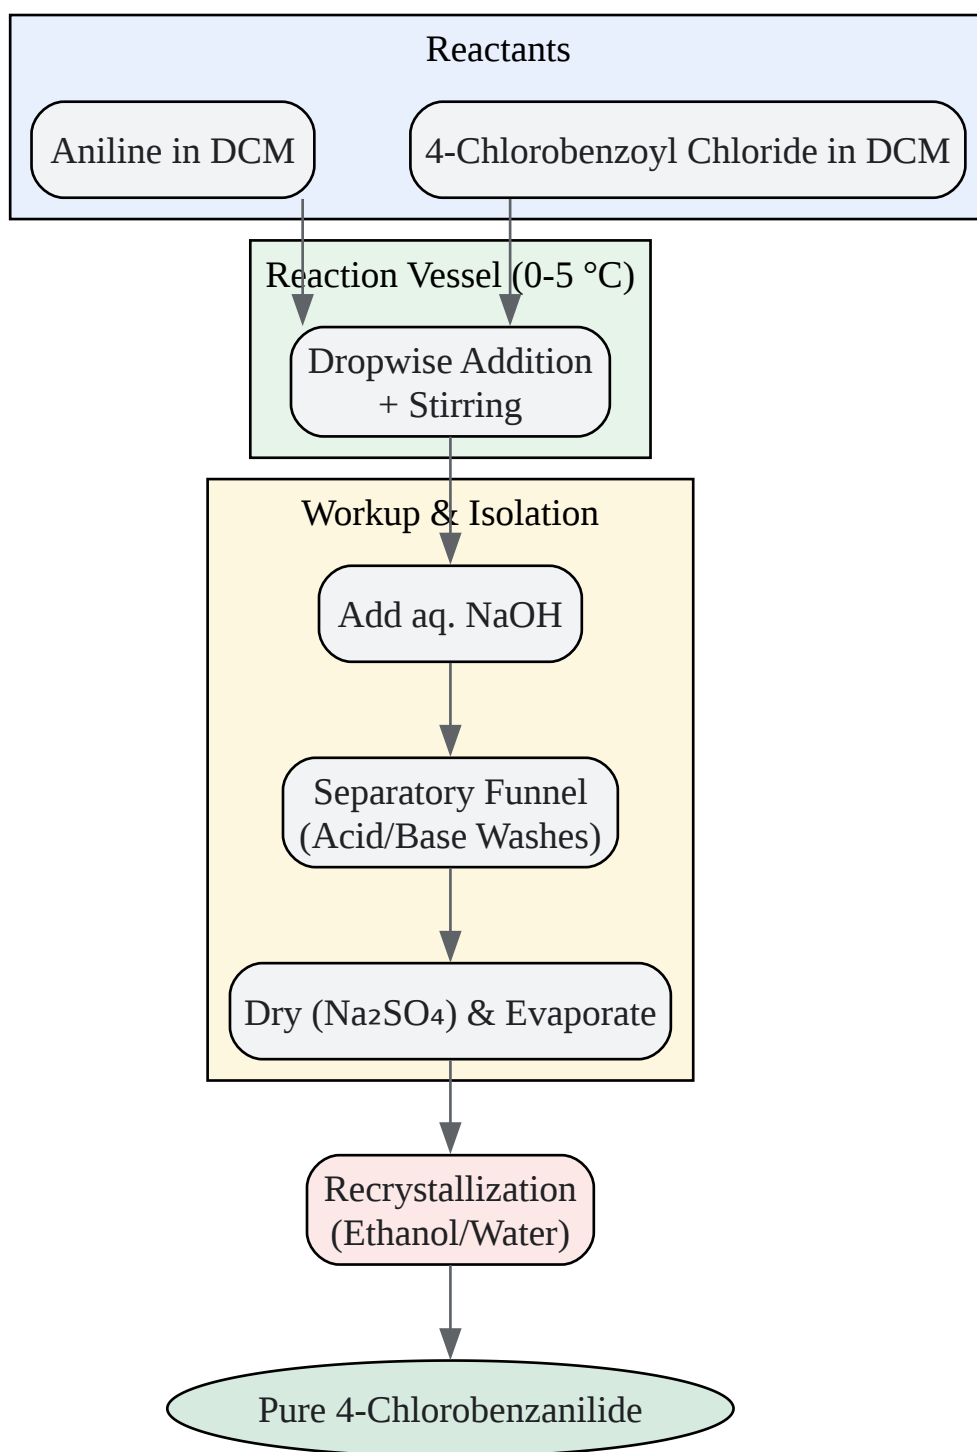 Reactants
Aniline in DCM
4-Chlorobenzoyl Chloride in DCM
Reaction Vessel (0-5 °C)
Dropwise Addition
+ Stirring
Workup & Isolation
Add aq. NaOH
Separatory Funnel
(Acid/Base Washes)
Dry (Na₂SO₄) & Evaporate
Recrystallization
(Ethanol/Water)
Pure 4-Chlorobenzanilide